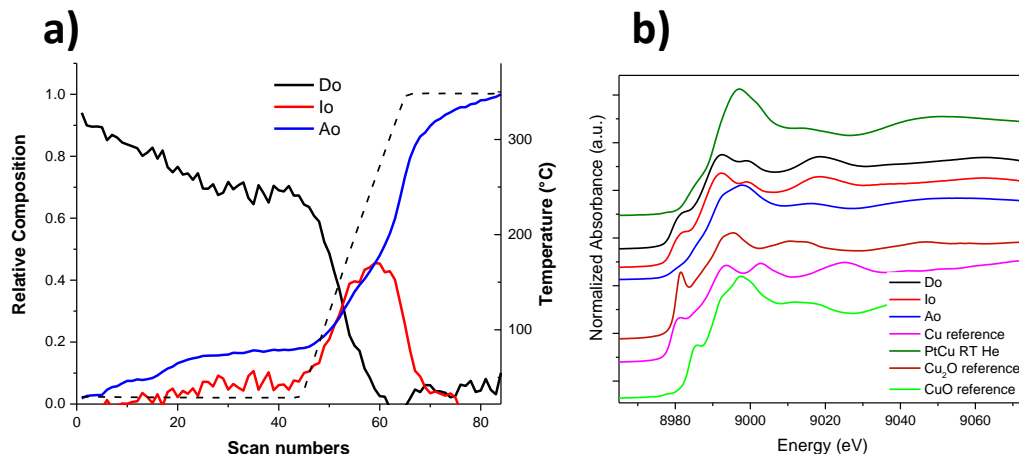 a)
b)
1.0
0.8
0.6
0.4
0.2
0.0
Relative Composition
Do
Io
Ao
300
200
100
Temperature (°C)
0
20
40
60
80
Scan numbers
Normalized Absorbance (a.u.)
Do
Io
Ao
Cu reference
PtCu RT He
Cu₂O reference
CuO reference
8980
9000
9020
9040
9060
Energy (eV)